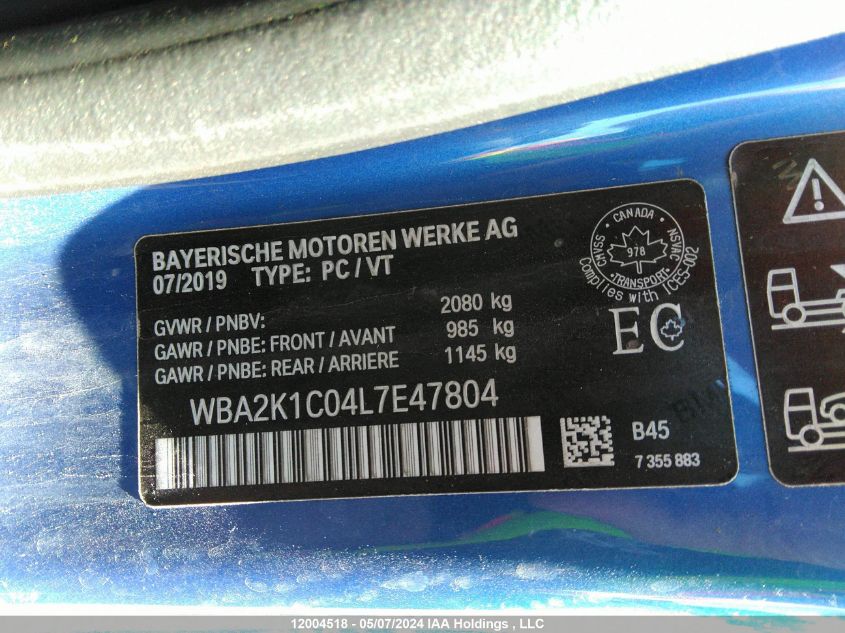 BAYERISCHE MOTOREN WERKE AG
07/2019 TYPE: PC / VT
GVWR / PNBV: 2080 kg
GAWR / PNBE: FRONT / AVANT 985 kg
GAWR / PNBE: REAR / ARRIERE 1145 kg
WBA2K1C04L7E47804
CANADA
CMVSS
NSVAC
978
TRANSPORT
Complies with ICES-002
EC
B45
7 355 883
12004518 - 05/07/2024 IAA Holdings, LLC